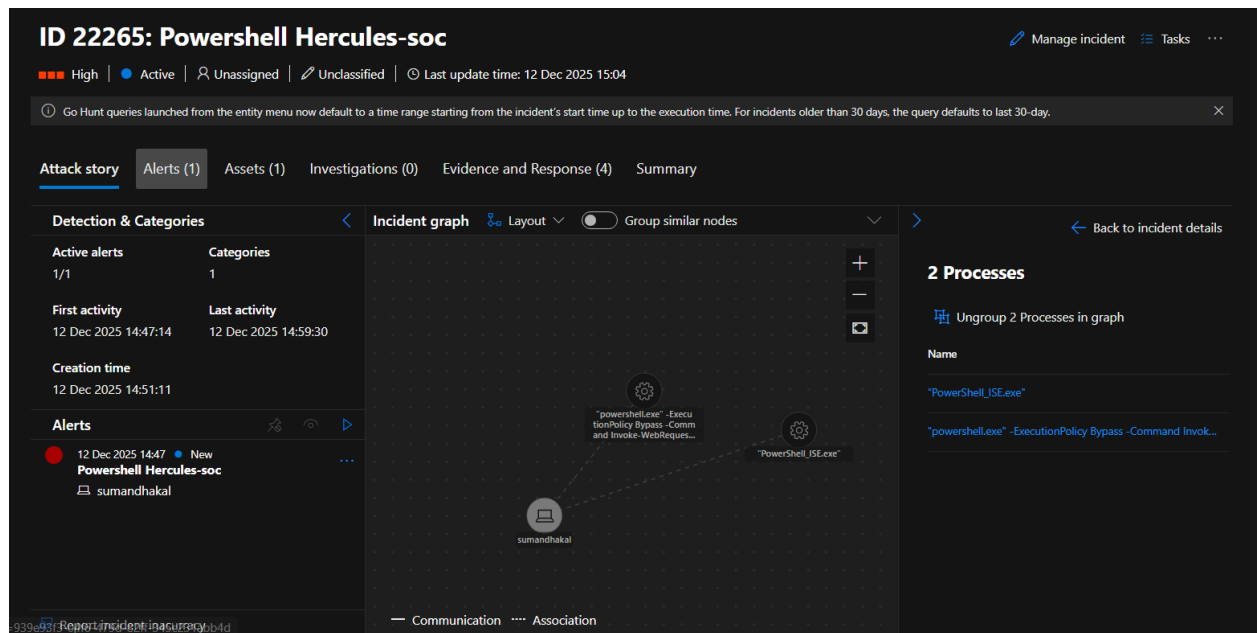 ID 22265: Powershell Hercules-soc
Manage incident Tasks ...
High Active Unassigned Unclassified Last update time: 12 Dec 2025 15:04
Go Hunt queries launched from the entity menu now default to a time range starting from the incident's start time up to the execution time. For incidents older than 30 days, the query defaults to last 30-day.
Attack story Alerts (1) Assets (1) Investigations (0) Evidence and Response (4) Summary
Detection & Categories
Active alerts Categories
1/1 1
First activity Last activity
12 Dec 2025 14:47:14 12 Dec 2025 14:59:30
Creation time
12 Dec 2025 14:51:11
Alerts
12 Dec 2025 14:47 New
Powershell Hercules-soc
sumandhakal
Report incident inaccuracy
Incident graph Layout Group similar nodes
"powershell.exe" -Execu
tionPolicy Bypass -Comm
and Invoke-WebReques...
"PowerShell_ISE.exe"
sumandhakal
Communication Association
Back to incident details
2 Processes
Ungroup 2 Processes in graph
Name
"PowerShell_ISE.exe"
"powershell.exe" -ExecutionPolicy Bypass -Command Invok...